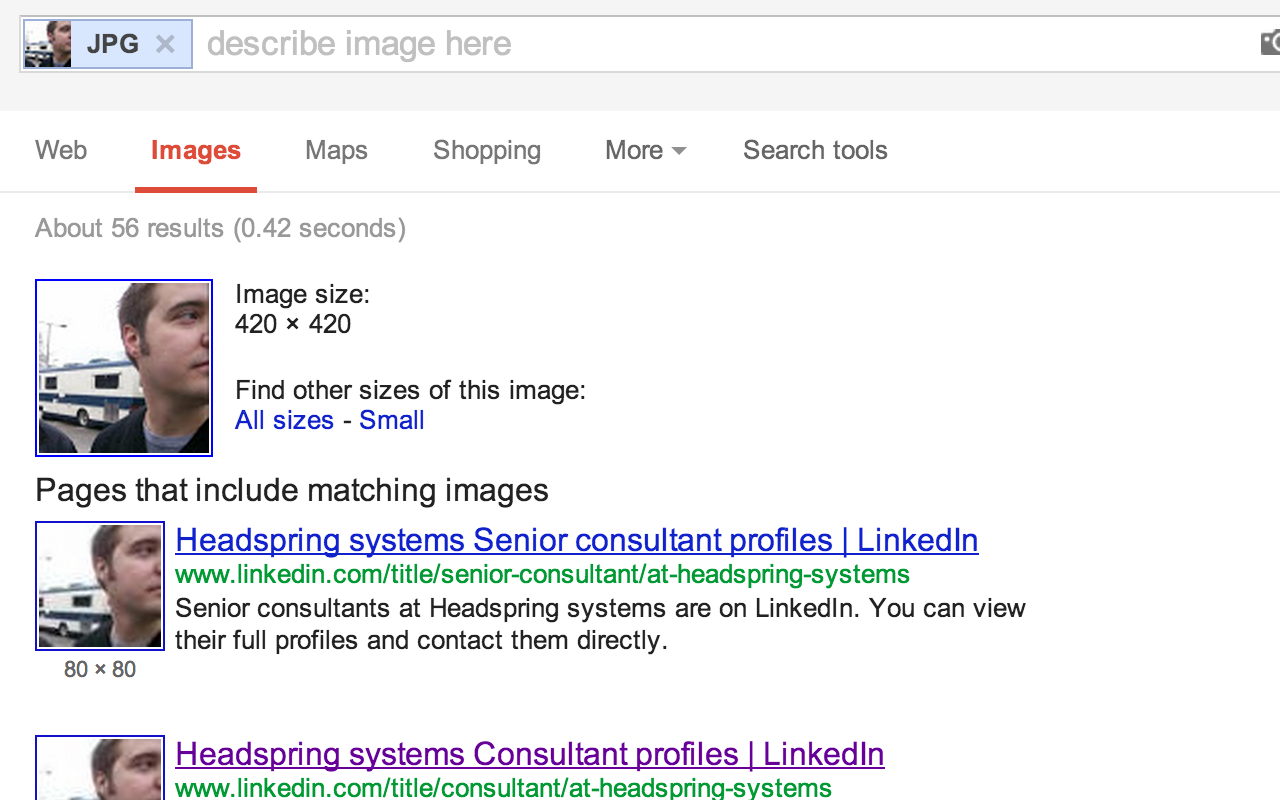 JPG × describe image here
Web Images Maps Shopping More Search tools
About 56 results (0.42 seconds)
Image size:
420 × 420
Find other sizes of this image:
All sizes - Small
Pages that include matching images
Headspring systems Senior consultant profiles | LinkedIn
www.linkedin.com/title/senior-consultant/at-headspring-systems
Senior consultants at Headspring systems are on LinkedIn. You can view
their full profiles and contact them directly.
80 × 80
Headspring systems Consultant profiles | LinkedIn
www.linkedin.com/title/consultant/at-headspring-systems